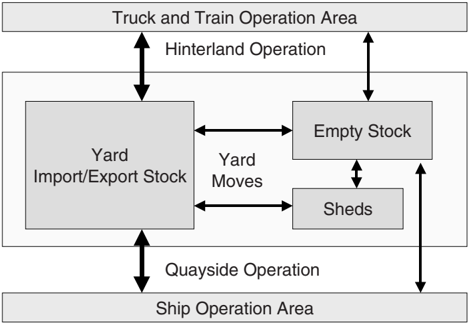 Truck and Train Operation Area
Hinterland Operation
Yard
Import/Export Stock
Empty Stock
Yard
Moves
Sheds
Quayside Operation
Ship Operation Area